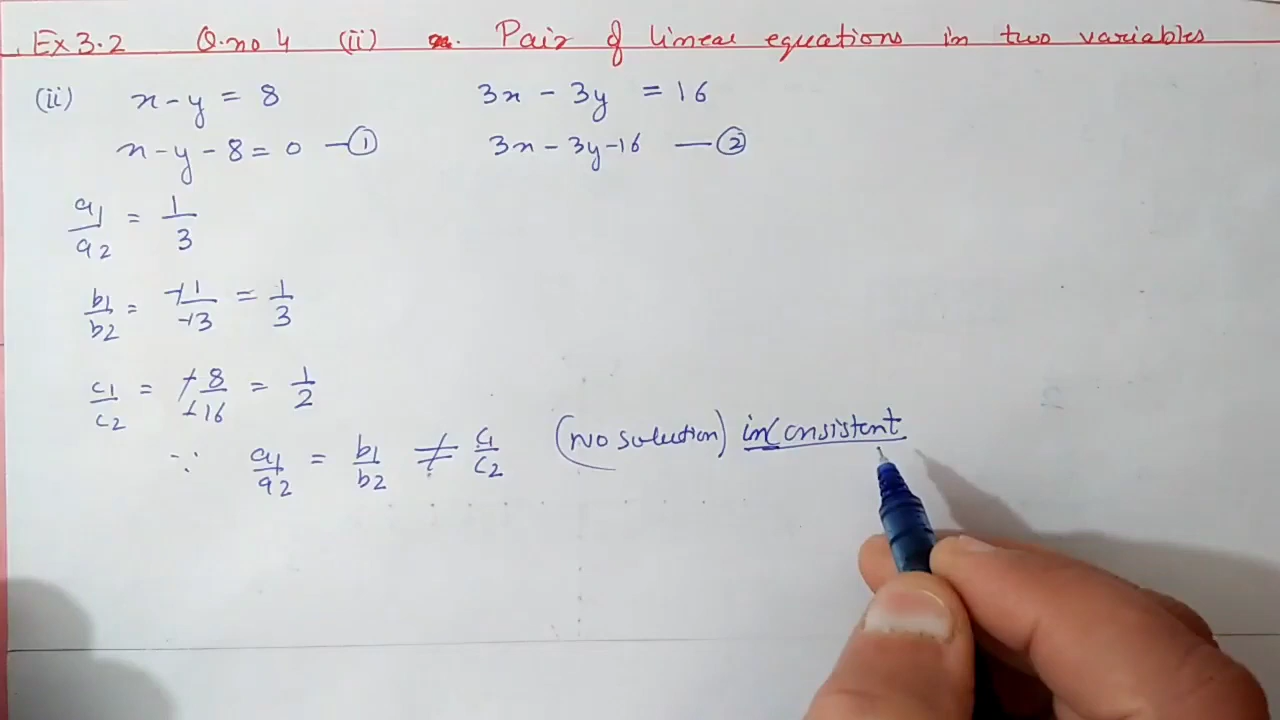 Ex 3.2 Q.no 4 (ii) Pair of linear equations in two variables
(ii) x - y = 8 3x - 3y = 16
x - y - 8 = 0 — ① 3x - 3y - 16 — ②
a1/a2 = 1/3
b1/b2 = -1/-3 = 1/3
c1/c2 = -8/-16 = 1/2
∵ a1/a2 = b1/b2 ≠ c1/c2 (No solution) inconsistent